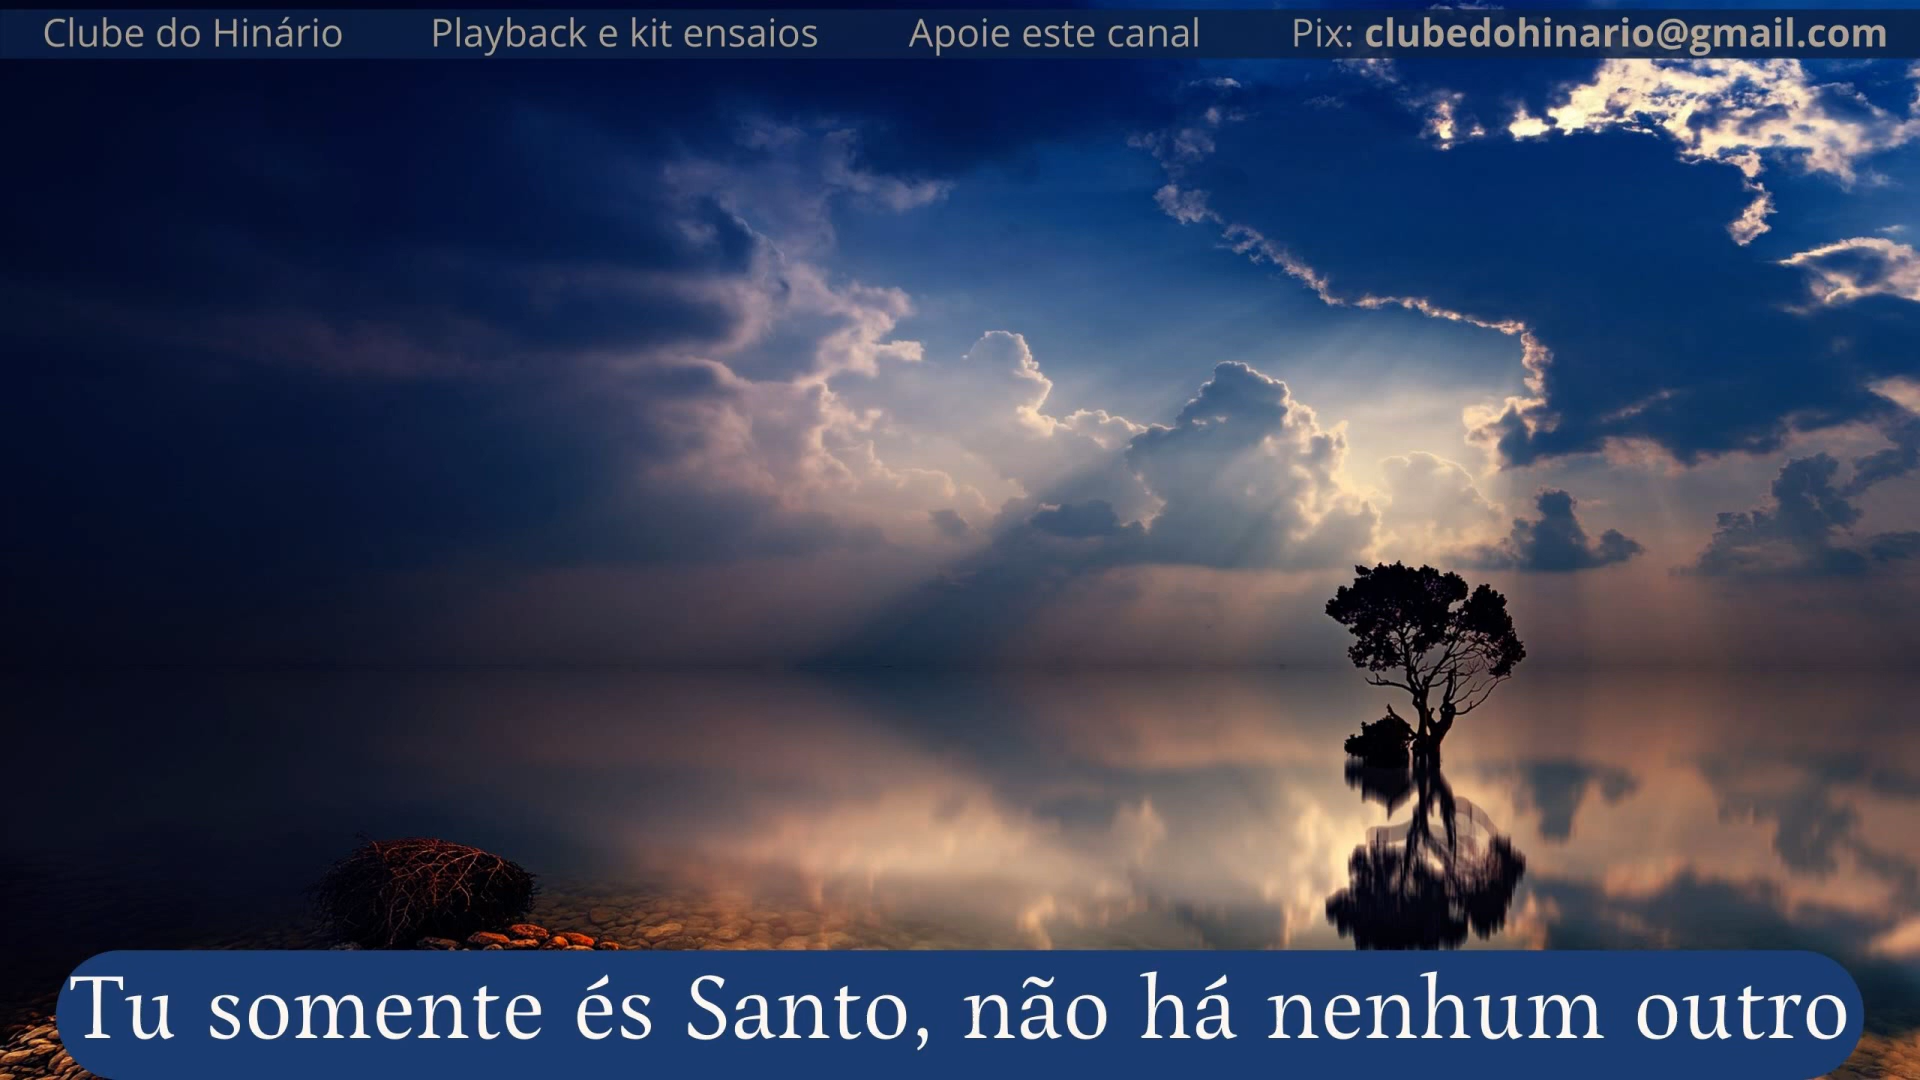 Clube do Hinário Playback e kit ensaios Apoie este canal Pix: clubedohinario@gmail.com
Tu somente és Santo, não há nenhum outro